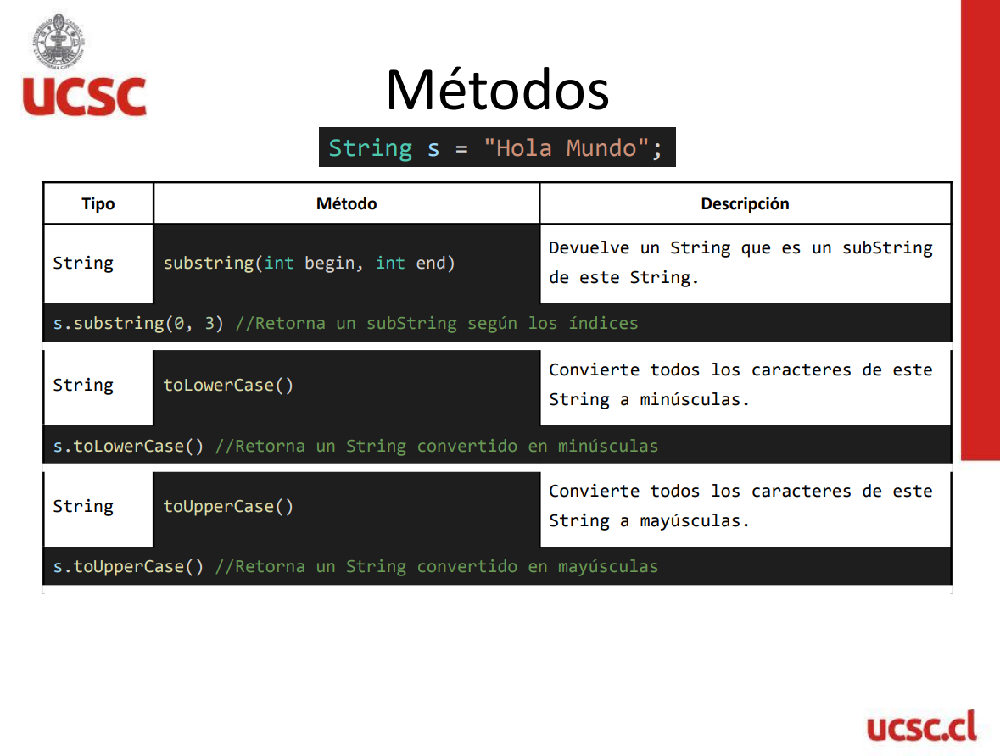 UCSC
Métodos
String s = "Hola Mundo";
Tipo Método Descripción
String substring(int begin, int end) Devuelve un String que es un subString
de este String.
s.substring(0, 3) //Retorna un subString según los índices
String toLowerCase() Convierte todos los caracteres de este
String a minúsculas.
s.toLowerCase() //Retorna un String convertido en minúsculas
String toUpperCase() Convierte todos los caracteres de este
String a mayúsculas.
s.toUpperCase() //Retorna un String convertido en mayúsculas
ucsc.cl